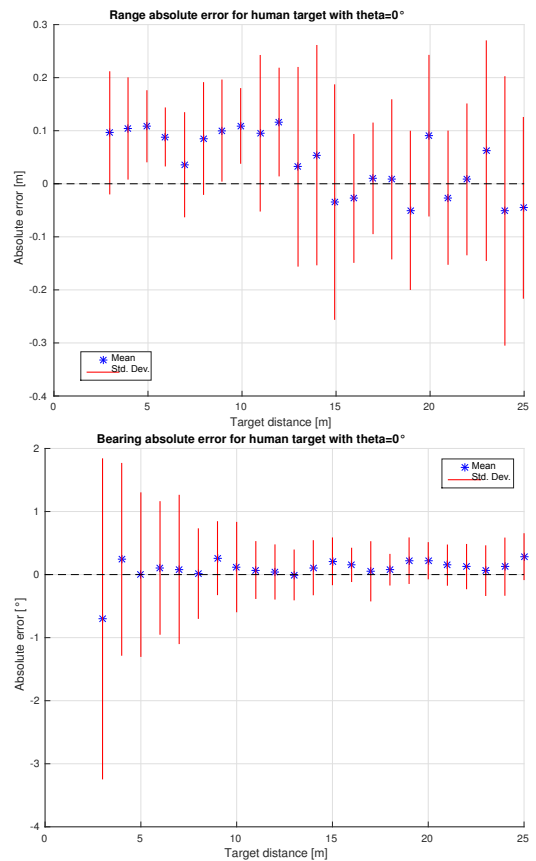 Range absolute error for human target with theta=0°
0.3
0.2
0.1
0
-0.1
-0.2
-0.3
-0.4
Absolute error [m]
Mean
Std. Dev.
0
5
10
15
20
25
Target distance [m]
Bearing absolute error for human target with theta=0°
2
1
0
-1
-2
-3
-4
Absolute error [°]
Mean
Std. Dev.
0
5
10
15
20
25
Target distance [m]